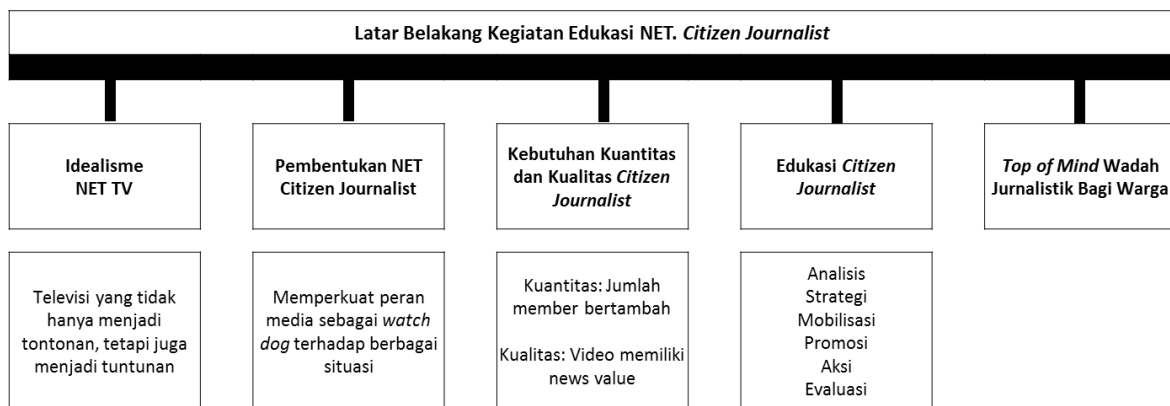 Latar Belakang Kegiatan Edukasi NET. Citizen Journalist
Idealisme
NET TV
Pembentukan NET
Citizen Journalist
Kebutuhan Kuantitas
dan Kualitas Citizen
Journalist
Edukasi Citizen
Journalist
Top of Mind Wadah
Jurnalistik Bagi Warga
Televisi yang tidak
hanya menjadi
tontonan, tetapi juga
menjadi tuntunan
Memperkuat peran
media sebagai watch
dog terhadap berbagai
situasi
Kuantitas: Jumlah
member bertambah
Kualitas: Video memiliki
news value
Analisis
Strategi
Mobilisasi
Promosi
Aksi
Evaluasi